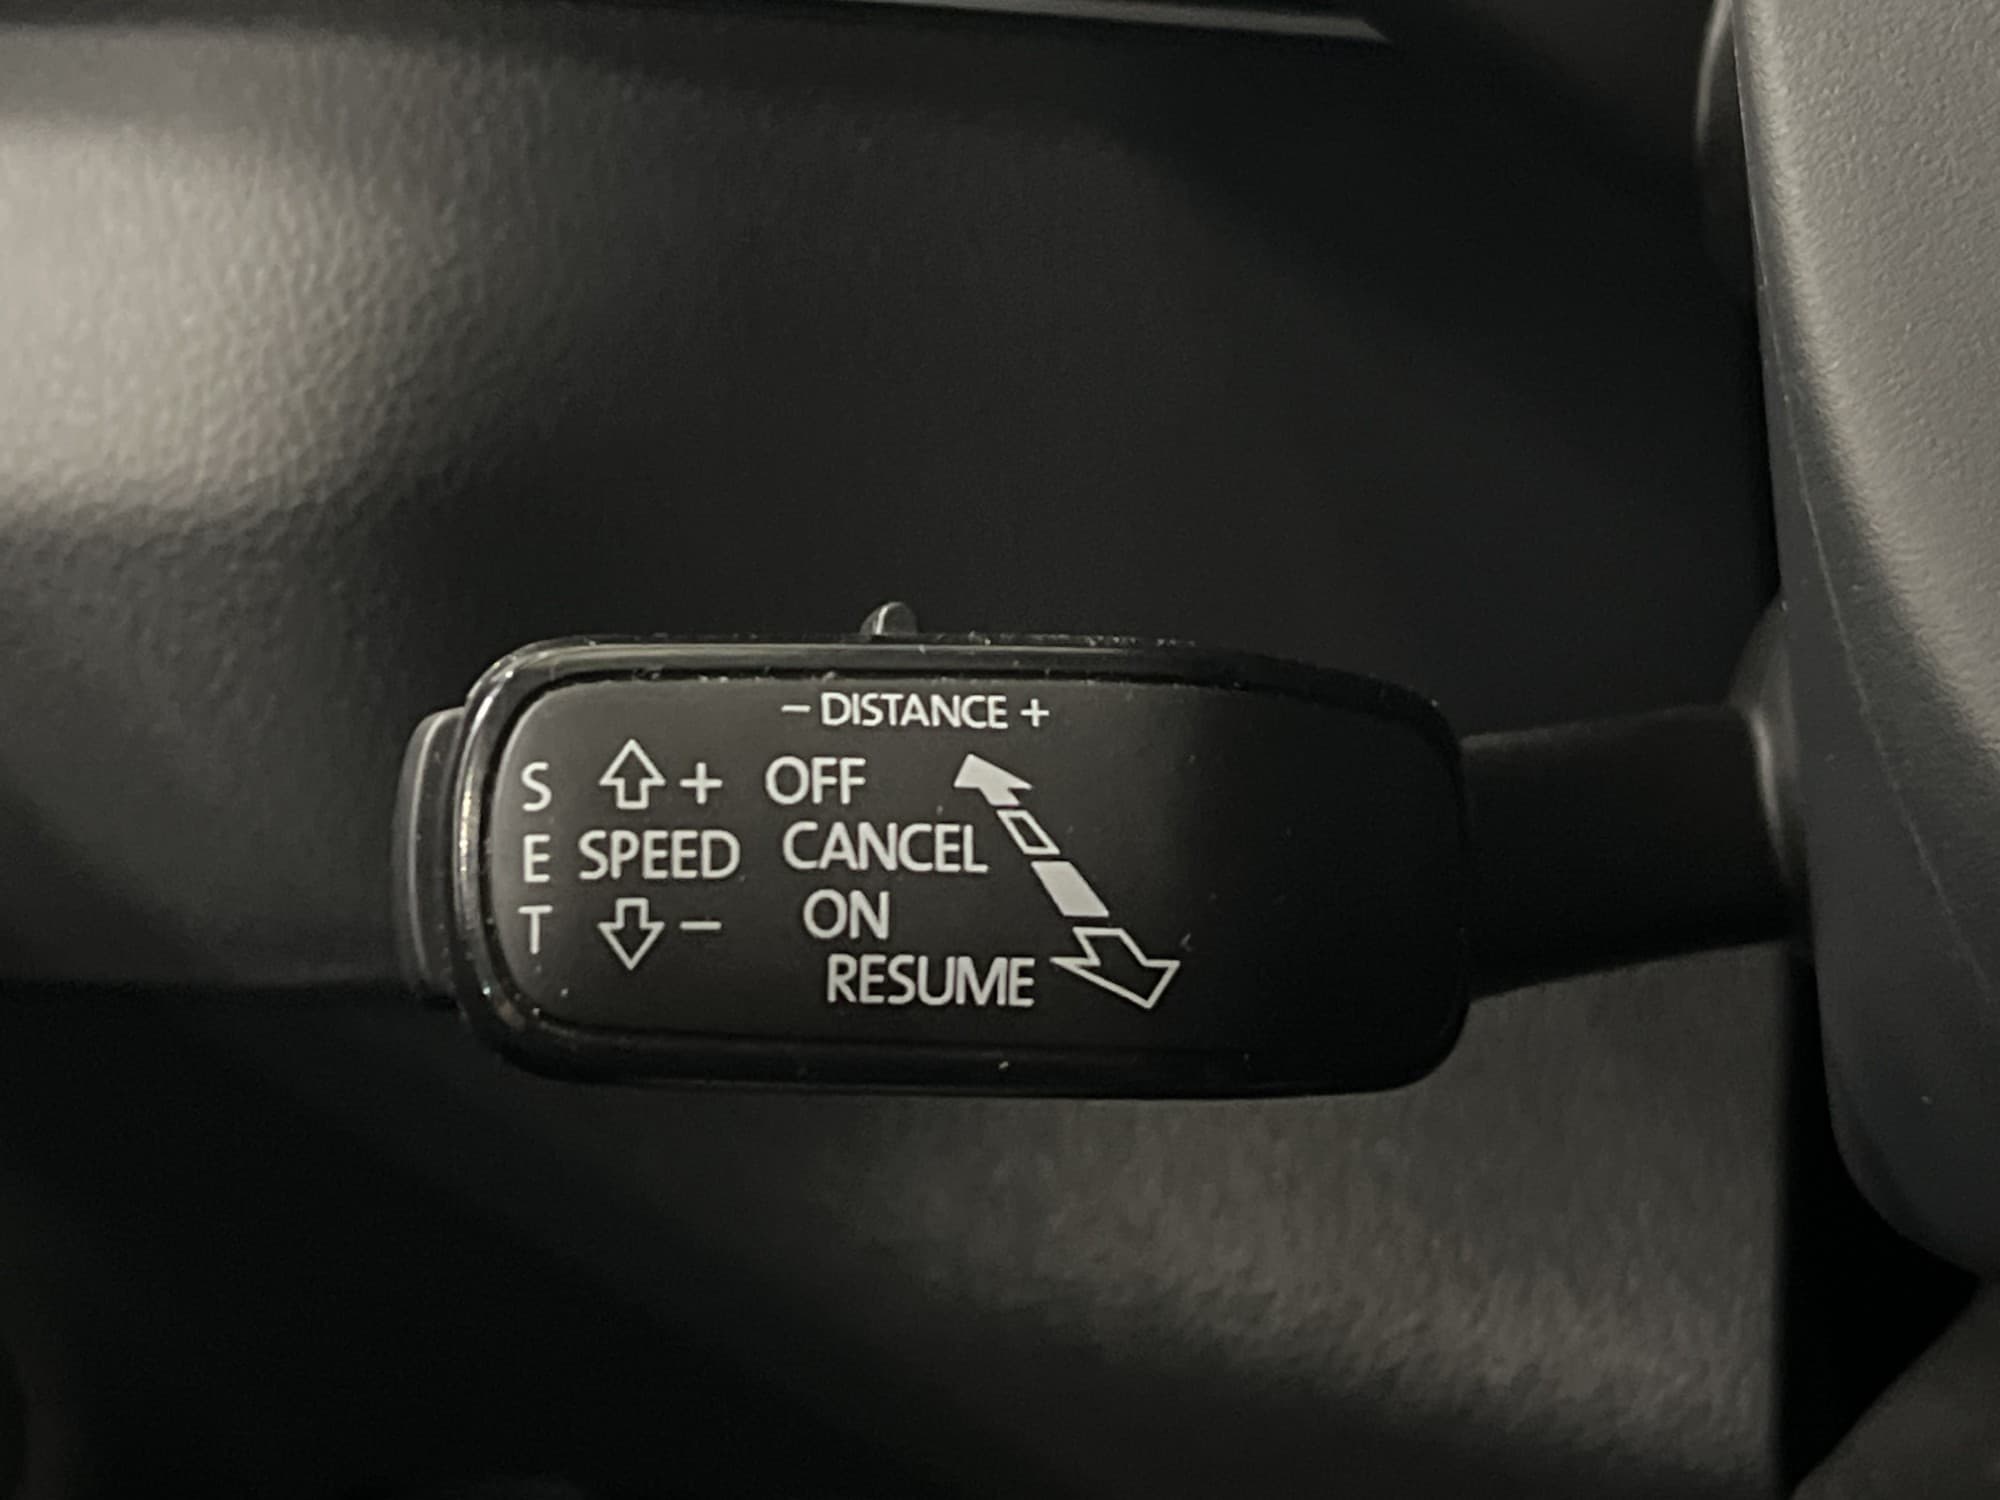 – DISTANCE +
S + OFF
E SPEED CANCEL
T – ON
RESUME